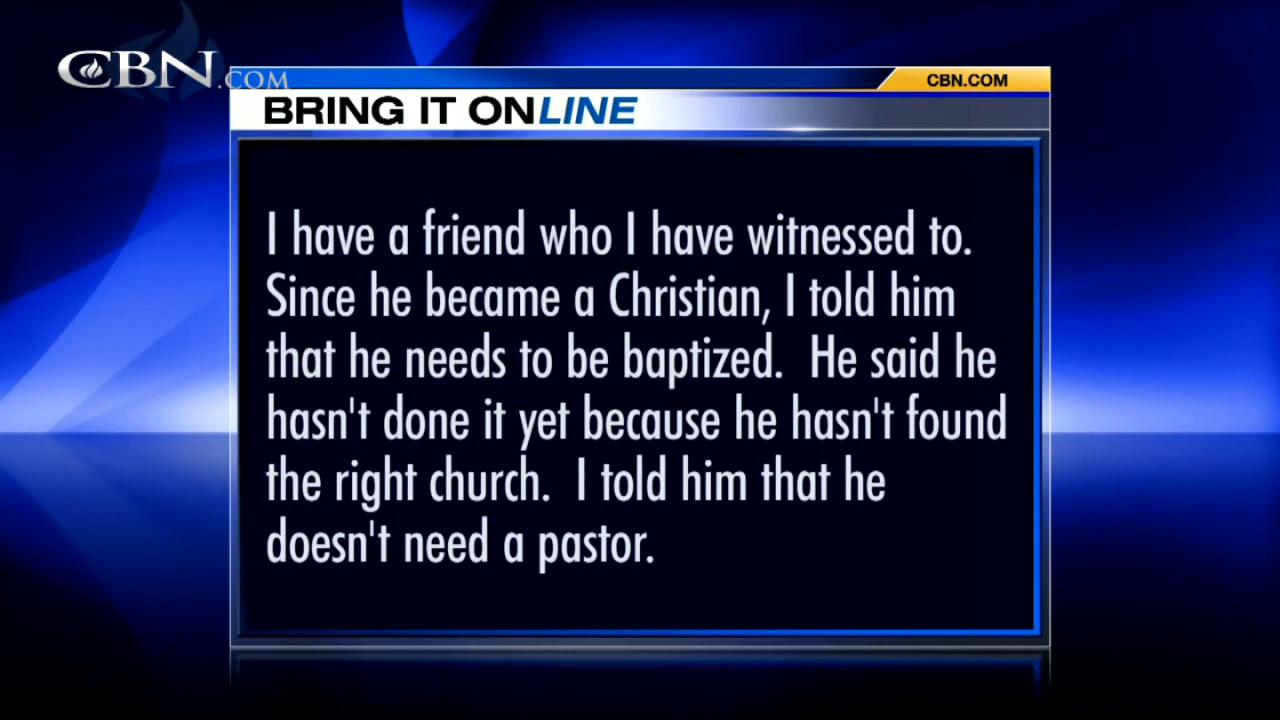 CBN.COM
CBN.COM
BRING IT ONLINE
I have a friend who I have witnessed to.
Since he became a Christian, I told him
that he needs to be baptized. He said he
hasn't done it yet because he hasn't found
the right church. I told him that he
doesn't need a pastor.